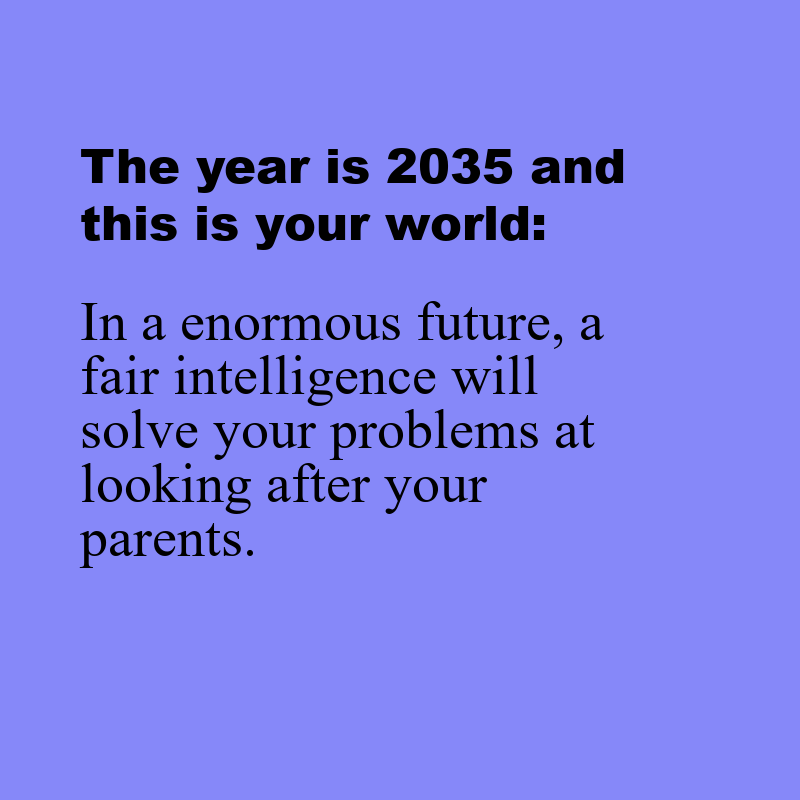 The year is 2035 and
this is your world:
In a enormous future, a
fair intelligence will
solve your problems at
looking after your
parents.